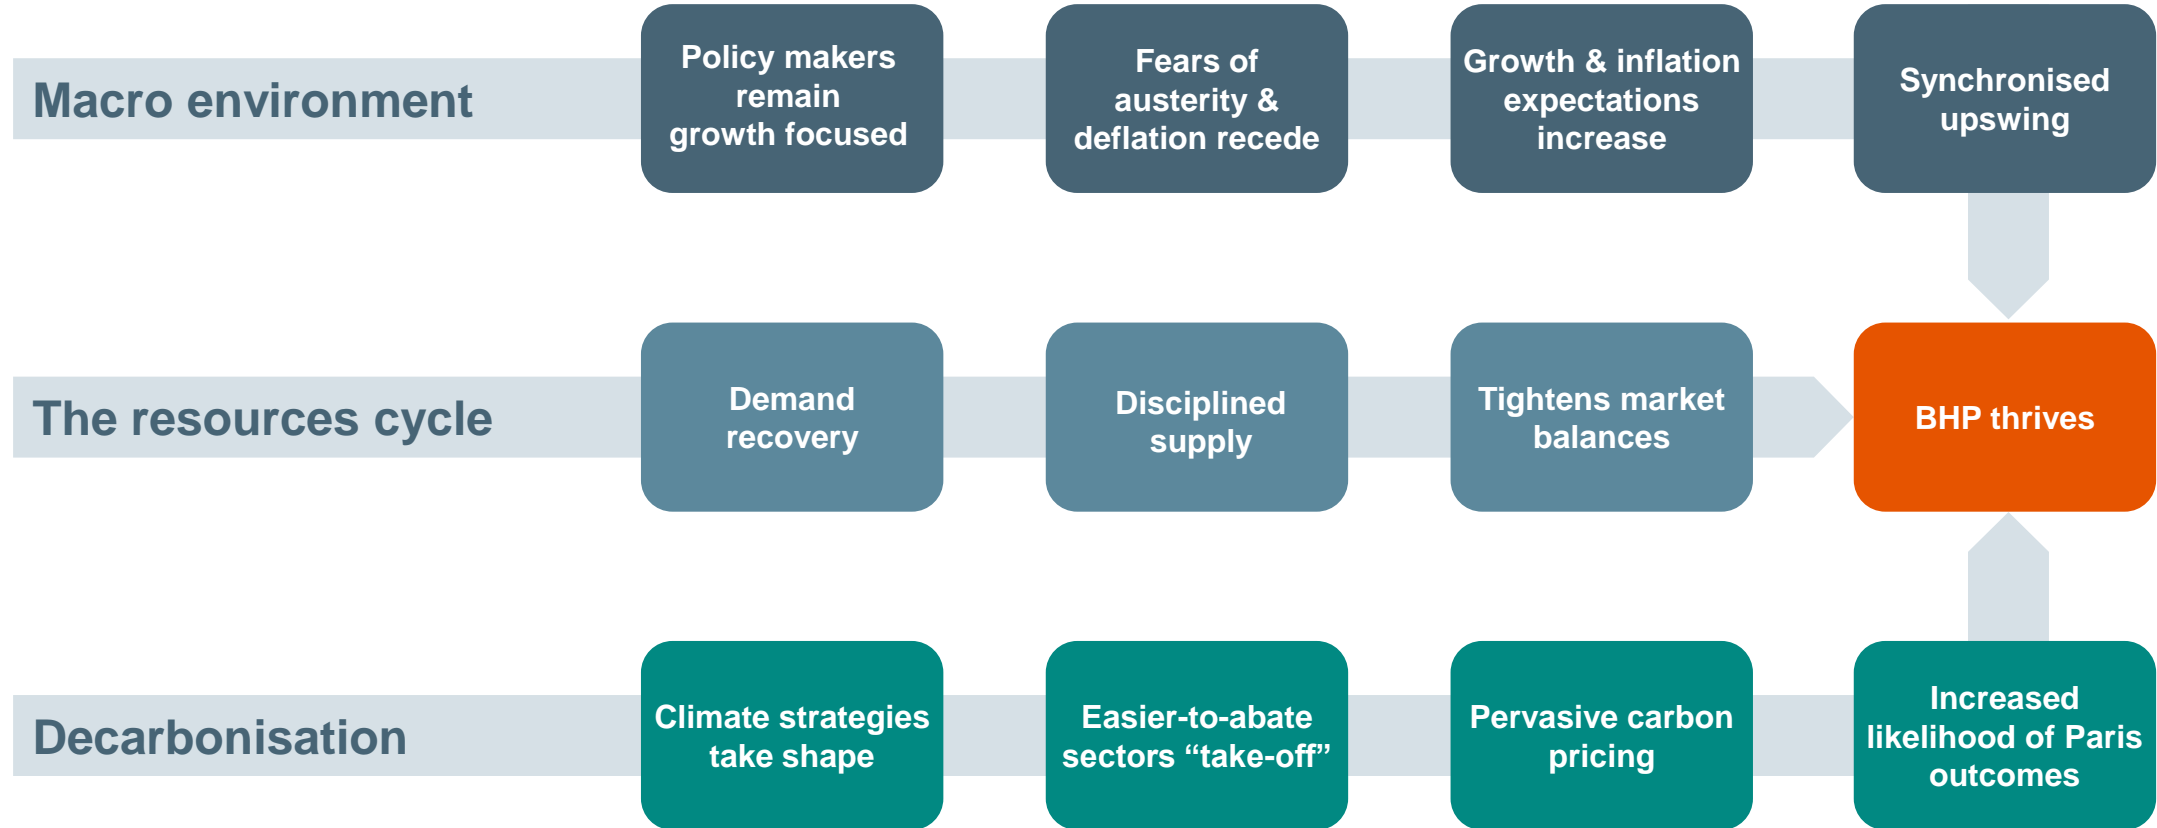 Macro environment
Policy makers
remain
growth focused
Fears of
austerity &
deflation recede
Growth & inflation
expectations
increase
Synchronised
upswing
The resources cycle
Demand
recovery
Disciplined
supply
Tightens market
balances
BHP thrives
Decarbonisation
Climate strategies
take shape
Easier-to-abate
sectors “take-off”
Pervasive carbon
pricing
Increased
likelihood of Paris
outcomes